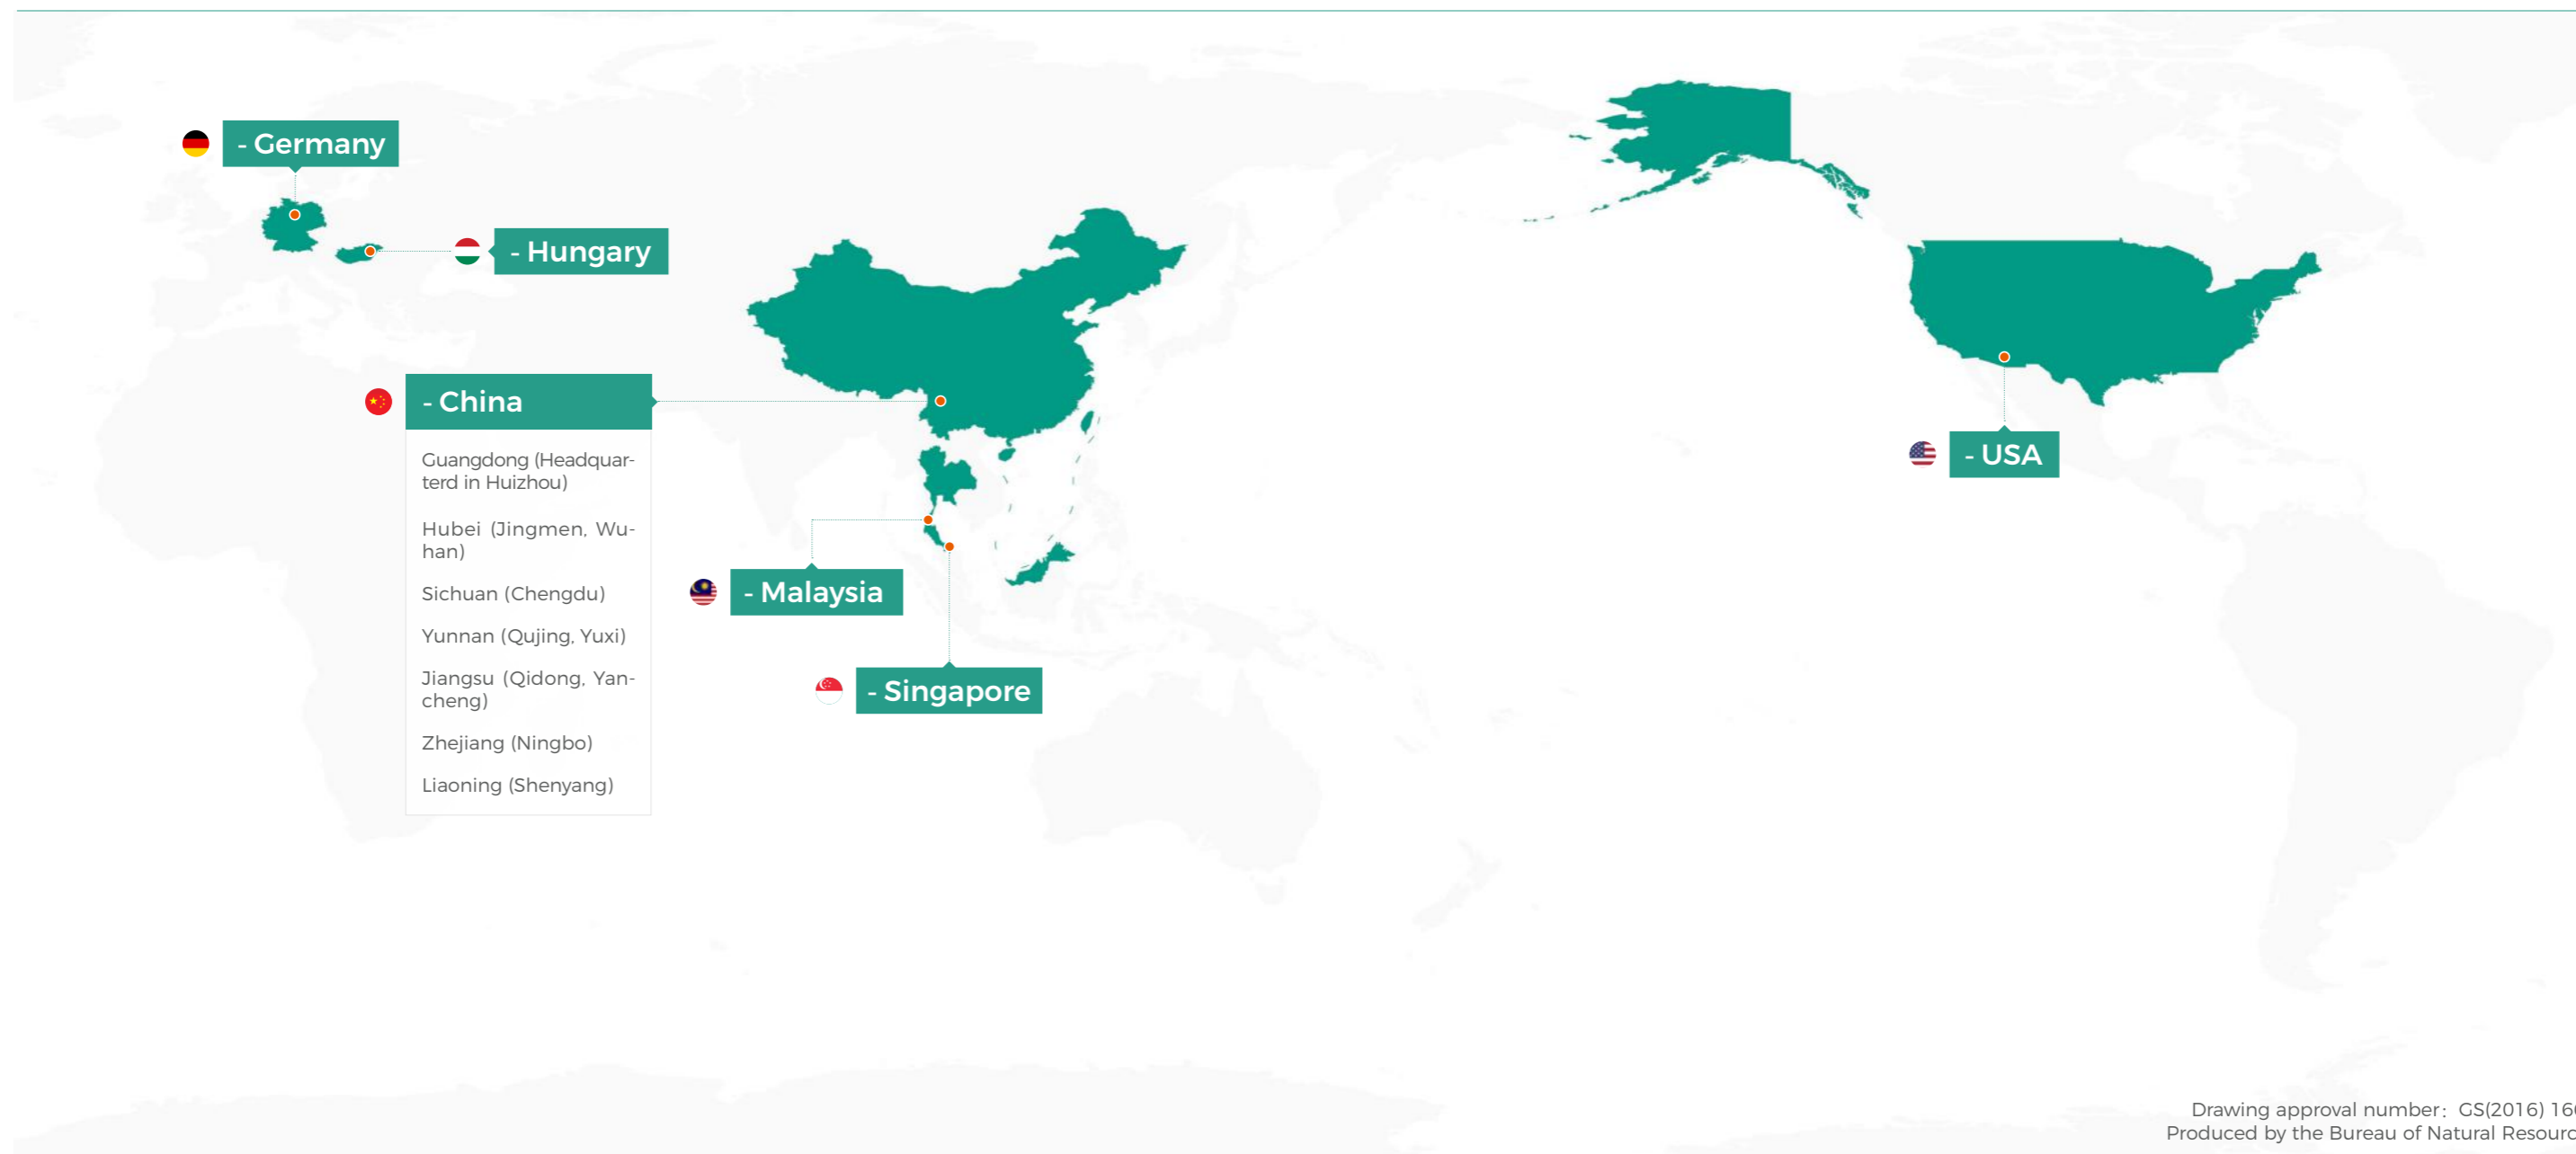 - Germany
- Hungary
- China
Guangdong (Headquar-
terd in Huizhou)
Hubei (Jingmen, Wu-
han)
Sichuan (Chengdu)
Yunnan (Qujing, Yuxi)
Jiangsu (Qidong, Yan-
cheng)
Zhejiang (Ningbo)
Liaoning (Shenyang)
- Malaysia
- Singapore
- USA
Drawing approval number：GS(2016) 16
Produced by the Bureau of Natural Resourc